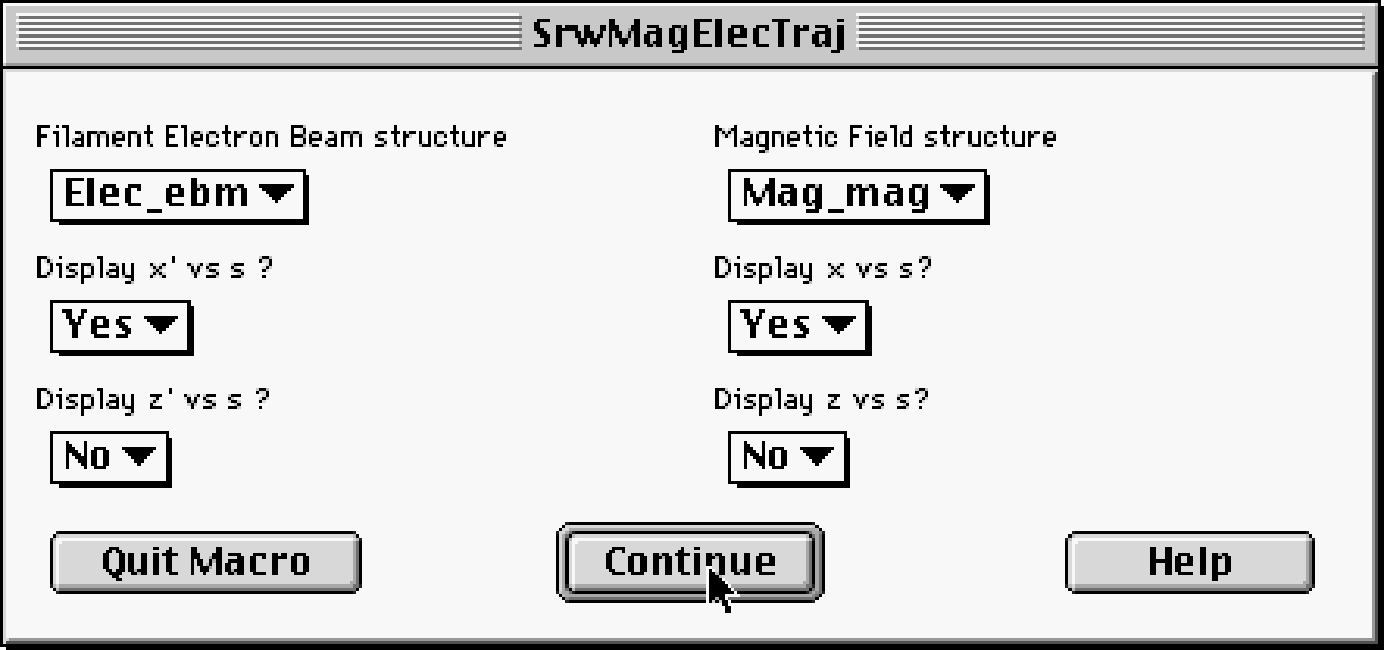 SrwMagElecTraj
Filament Electron Beam structure
Magnetic Field structure
Elec_ebm
Mag_mag
Display x' vs s ?
Display x vs s?
Yes
Yes
Display z' vs s ?
Display z vs s?
No
No
Quit Macro
Continue
Help